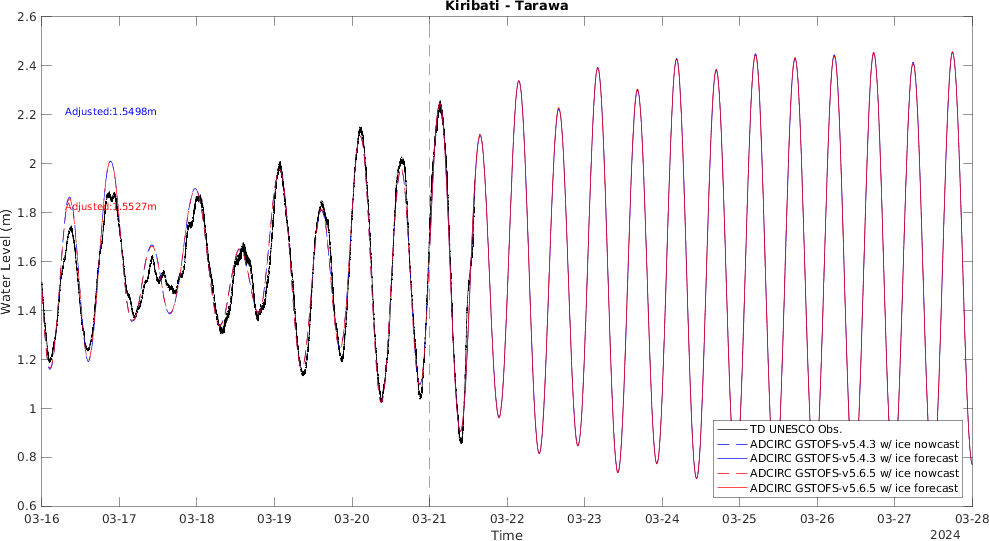 Kiribati - Tarawa
2.6
2.4
2.2
2
1.8
1.6
1.4
1.2
1
0.8
0.6
Water Level (m)
Adjusted:1.5498m
Adjusted:1.5527m
TD UNESCO Obs.
ADCIRC GSTOFS-v5.4.3 w/ ice nowcast
ADCIRC GSTOFS-v5.4.3 w/ ice forecast
ADCIRC GSTOFS-v5.6.5 w/ ice nowcast
ADCIRC GSTOFS-v5.6.5 w/ ice forecast
03-16 03-17 03-18 03-19 03-20 03-21 03-22 03-23 03-24 03-25 03-26 03-27 03-28
Time
2024